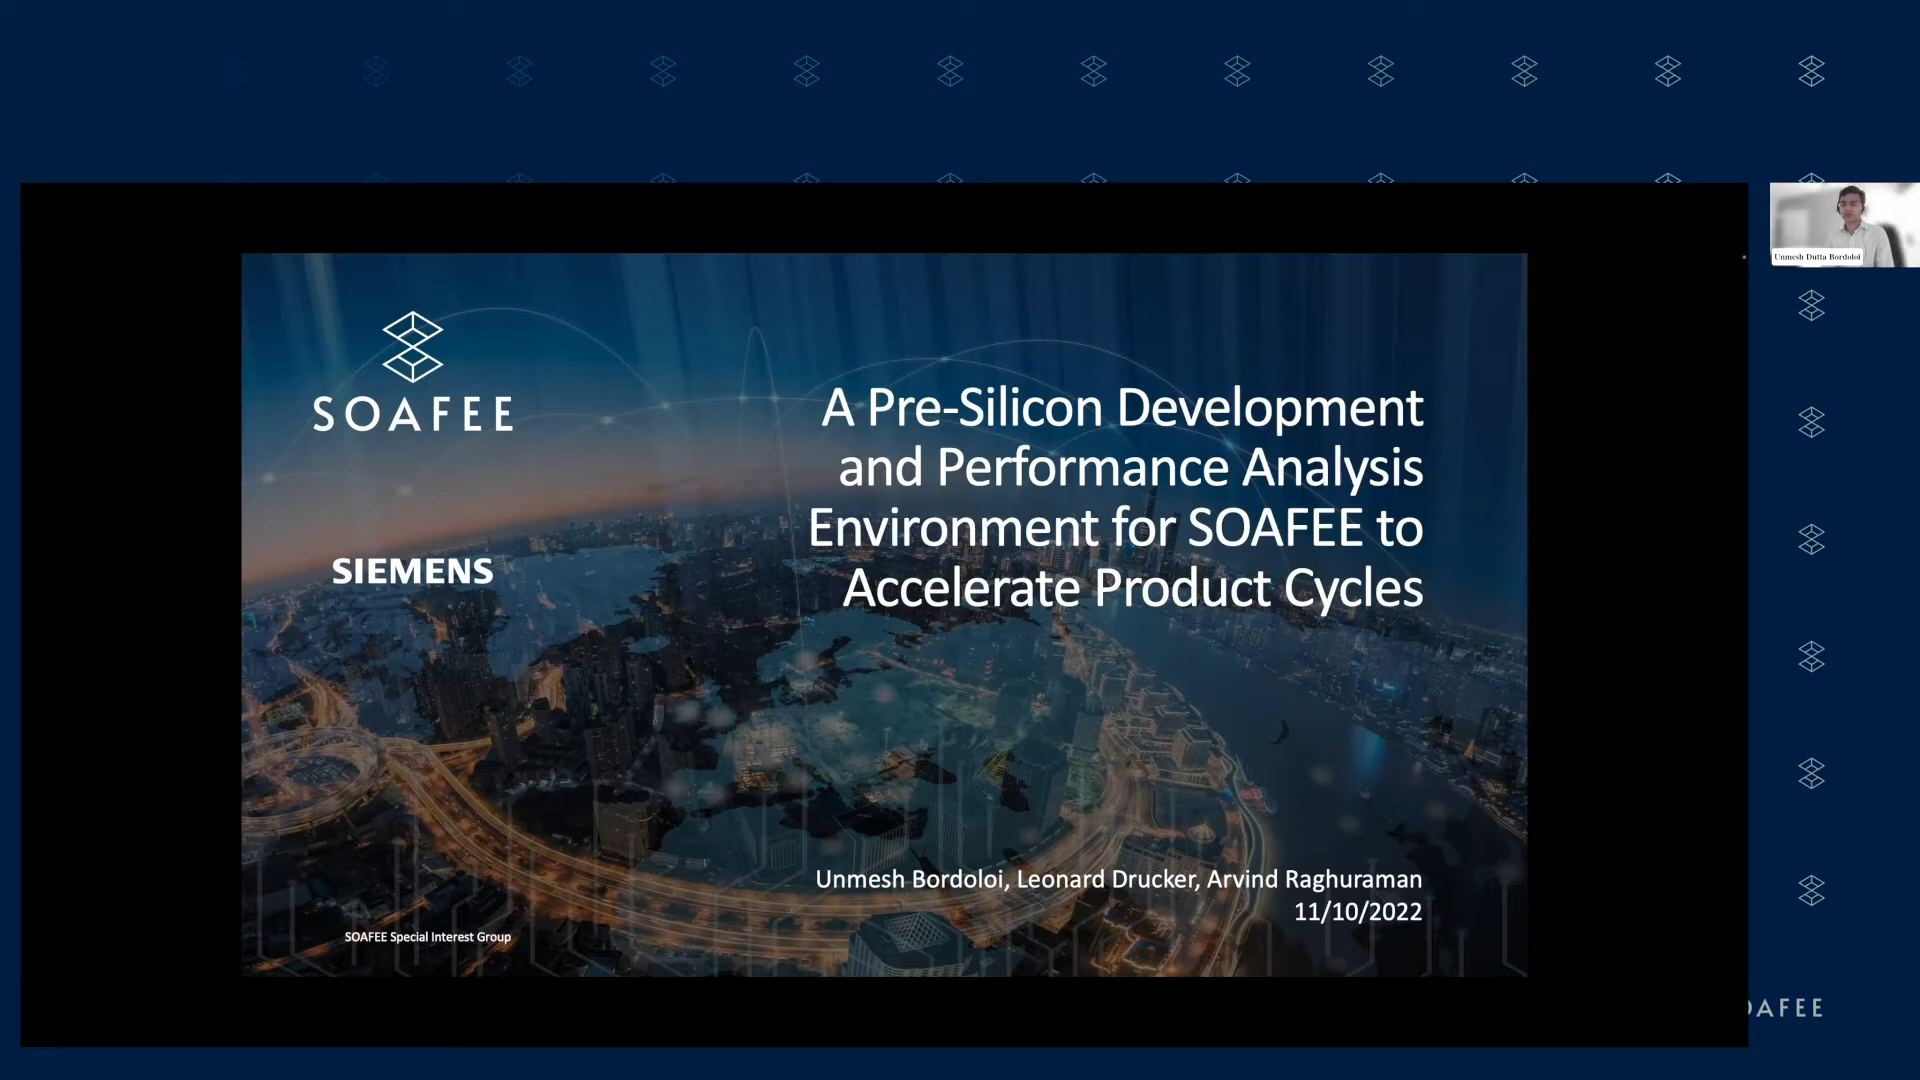 SOAFEE
SIEMENS
A Pre-Silicon Development
and Performance Analysis
Environment for SOAFEE to
Accelerate Product Cycles
Unmesh Bordoloi, Leonard Drucker, Arvind Raghuraman
11/10/2022
SOAFEE Special Interest Group
Unmesh Dutta Bordoloi
OAFEE